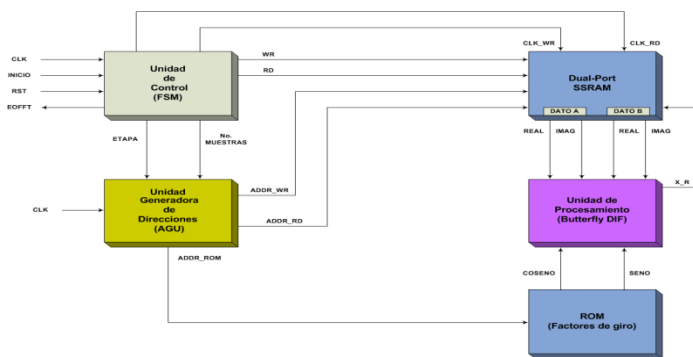 CLK
INICIO
RST
EOFFT
Unidad
de
Control
(FSM)
WR
RD
CLK_WR
CLK_RD
Dual-Port
SSRAM
DATO A
DATO B
REAL
IMAG
REAL
IMAG
ETAPA
No.
MUESTRAS
CLK
Unidad
Generadora
de
Direcciones
(AGU)
ADDR_WR
ADDR_RD
ADDR_ROM
Unidad de
Procesamiento
(Butterfly DIF)
X_R
COSENO
SENO
ROM
(Factores de giro)